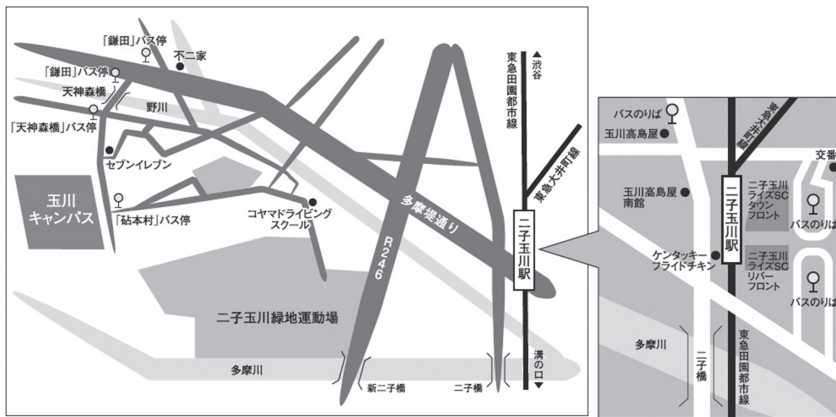 「鎌田」バス停
不二家
「鎌田」バス停
天神森橋
野川
「天神森橋」バス停
セブンイレブン
玉川
キャンパス
「砧本村」バス停
コヤマドライビング
スクール
多摩堤通り
R246
二子玉川緑地運動場
多摩川
新二子橋
二子橋
▲渋谷
東急田園都市線
東急大井町線
二子玉川駅
溝の口▼
バスのりば
玉川高島屋
東急大井町線
交番
玉川高島屋
南館
二子玉川駅
二子玉川
ライズSC
タウン
フロント
バスのりば
ケンタッキー
フライドチキン
二子玉川
ライズSC
リバー
フロント
バスのりば
多摩川
二子橋
東急田園都市線